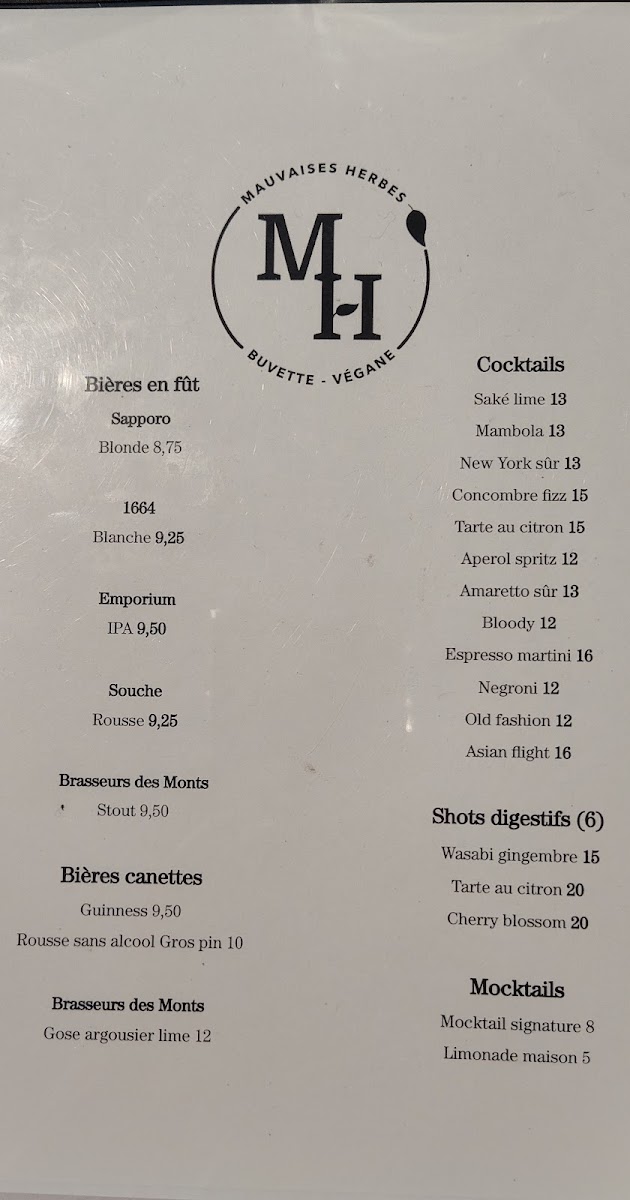 MAUVAISES HERBES
MH
BUVETTE - VÉGANE
Bières en fût
Sapporo
Blonde 8,75
1664
Blanche 9,25
Emporium
IPA 9,50
Souche
Rousse 9,25
Brasseurs des Monts
Stout 9,50
Bières canettes
Guinness 9,50
Rousse sans alcool Gros pin 10
Brasseurs des Monts
Gose argousier lime 12
Cocktails
Saké lime 13
Mambola 13
New York sûr 13
Concombre fizz 15
Tarte au citron 15
Aperol spritz 12
Amaretto sûr 13
Bloody 12
Espresso martini 16
Negroni 12
Old fashion 12
Asian flight 16
Shots digestifs (6)
Wasabi gingembre 15
Tarte au citron 20
Cherry blossom 20
Mocktails
Mocktail signature 8
Limonade maison 5